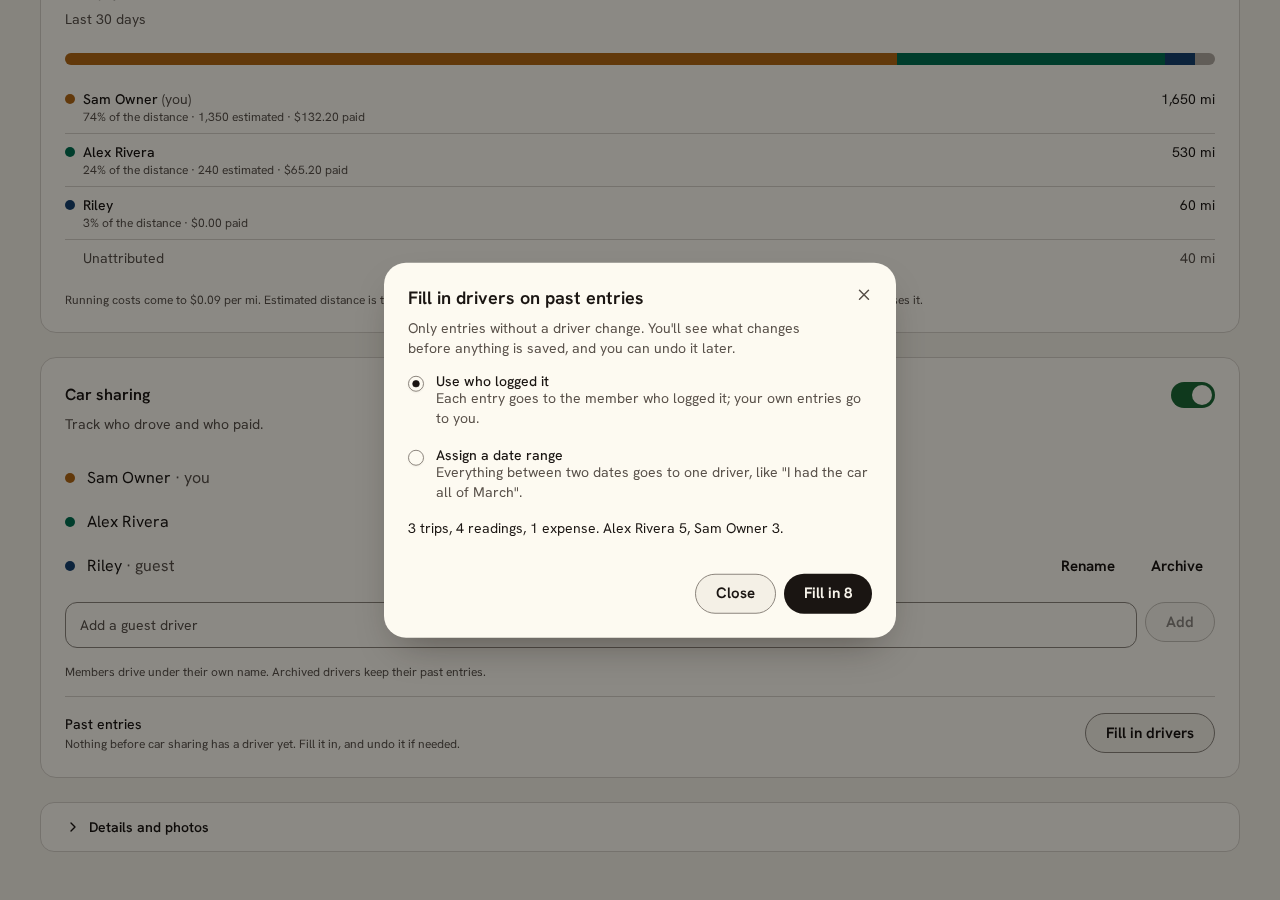 Last 30 days
Sam Owner (you)
1,650 mi
74% of the distance · 1,350 estimated · $132.20 paid
Alex Rivera
530 mi
24% of the distance · 240 estimated · $65.20 paid
Riley
60 mi
3% of the distance · $0.00 paid
Unattributed
40 mi
Running costs come to $0.09 per mi. Estimated distance is
Fill in drivers on past entries
Only entries without a driver change. You'll see what changes
before anything is saved, and you can undo it later.
Use who logged it
Each entry goes to the member who logged it; your own entries go
to you.
Assign a date range
Everything between two dates goes to one driver, like "I had the car
all of March".
3 trips, 4 readings, 1 expense. Alex Rivera 5, Sam Owner 3.
Close
Fill in 8
it.
Car sharing
Track who drove and who paid.
Sam Owner · you
Alex Rivera
Riley · guest
Rename
Archive
Add a guest driver
Add
Members drive under their own name. Archived drivers keep their past entries.
Past entries
Nothing before car sharing has a driver yet. Fill it in, and undo it if needed.
Fill in drivers
Details and photos